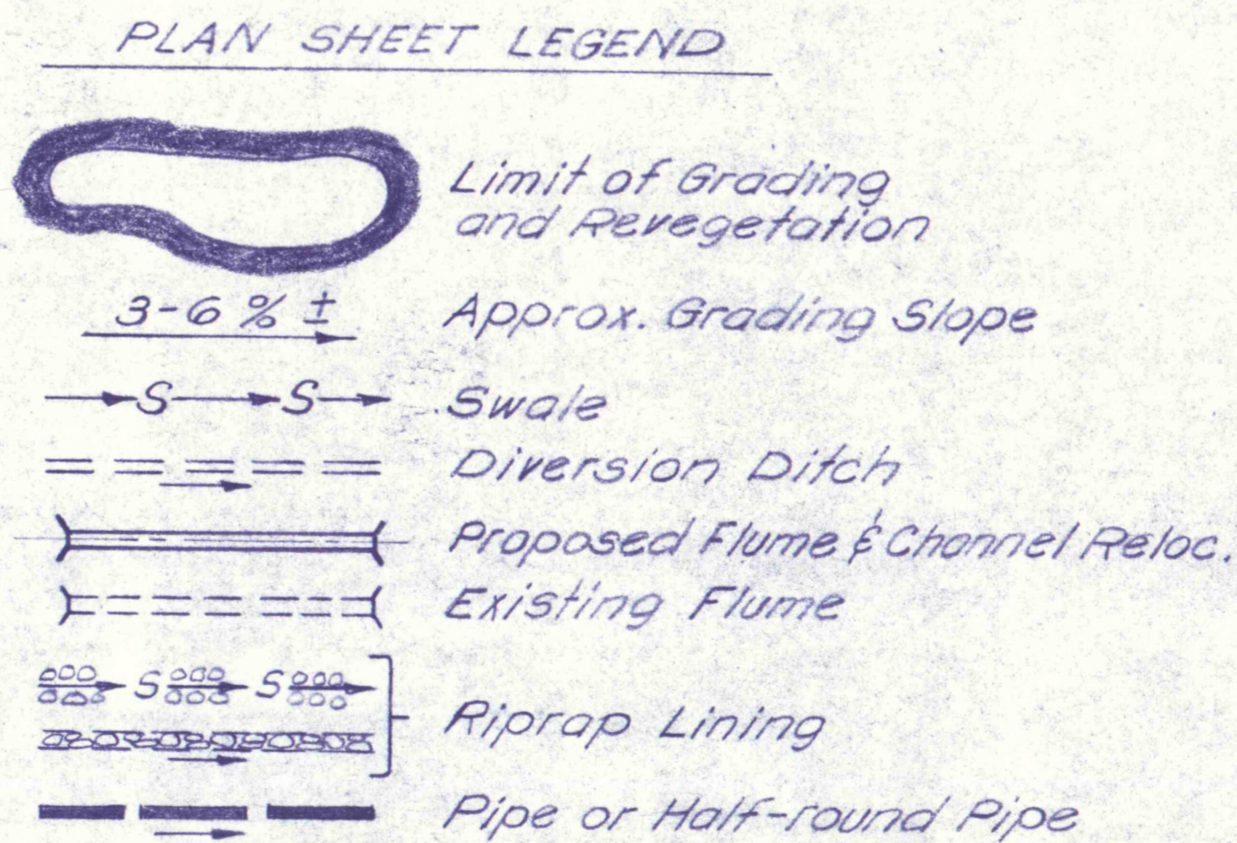 PLAN SHEET LEGEND
Limit of Grading
and Revegetation
3-6 % ± Approx. Grading Slope
S S Swale
Diversion Ditch
Proposed Flume & Channel Reloc.
Existing Flume
S S Riprap Lining
Pipe or Half-round Pipe